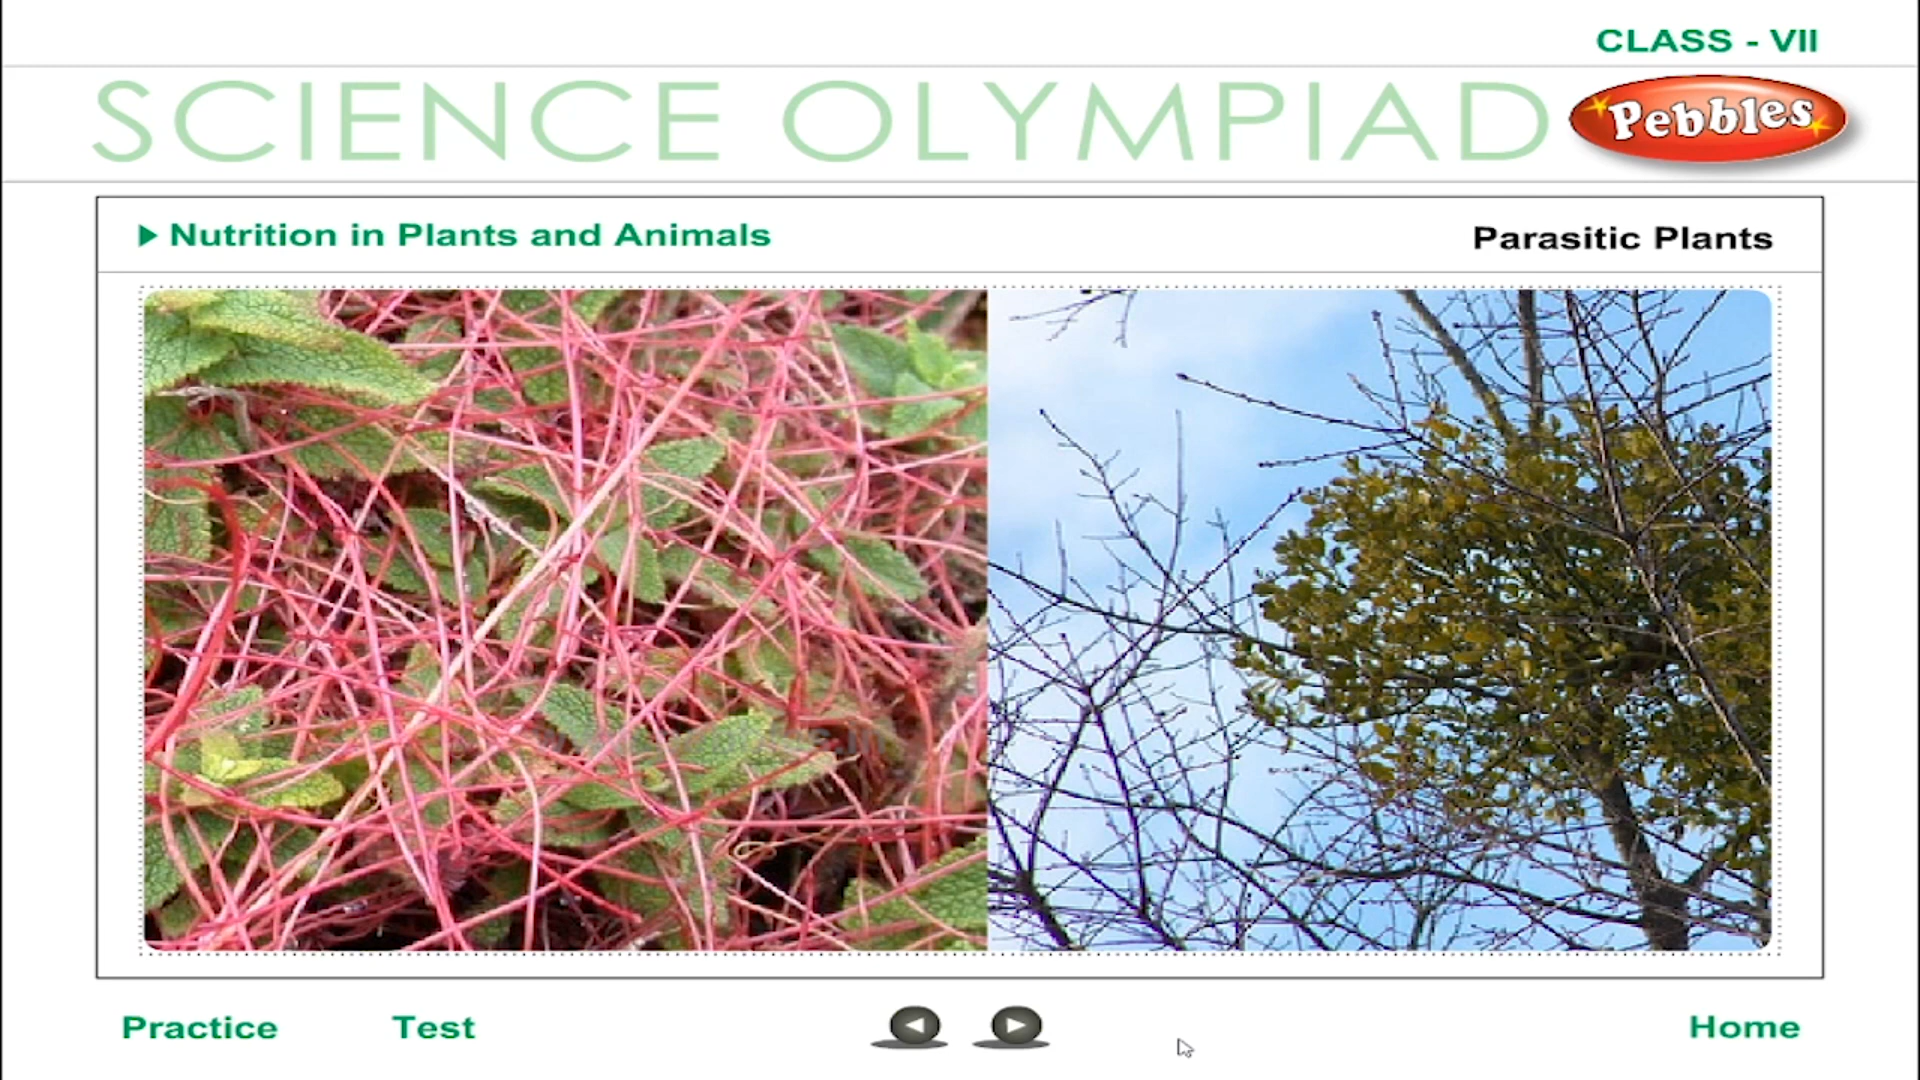 CLASS - VII
SCIENCE OLYMPIAD
Pebbles
Nutrition in Plants and Animals
Parasitic Plants
Practice
Test
Home